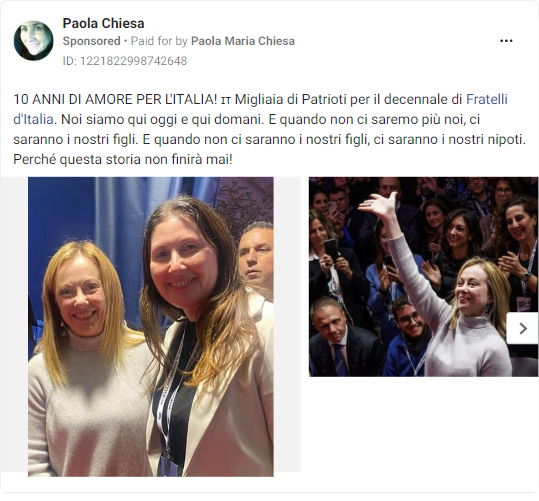 Paola Chiesa
Sponsored • Paid for by Paola Maria Chiesa
ID: 1221822998742648
10 ANNI DI AMORE PER L'ITALIA! ɪᴛ Migliaia di Patrioti per il decennale di Fratelli
d'Italia. Noi siamo qui oggi e qui domani. E quando non ci saremo più noi, ci
saranno i nostri figli. E quando non ci saranno i nostri figli, ci saranno i nostri nipoti.
Perché questa storia non finirà mai!